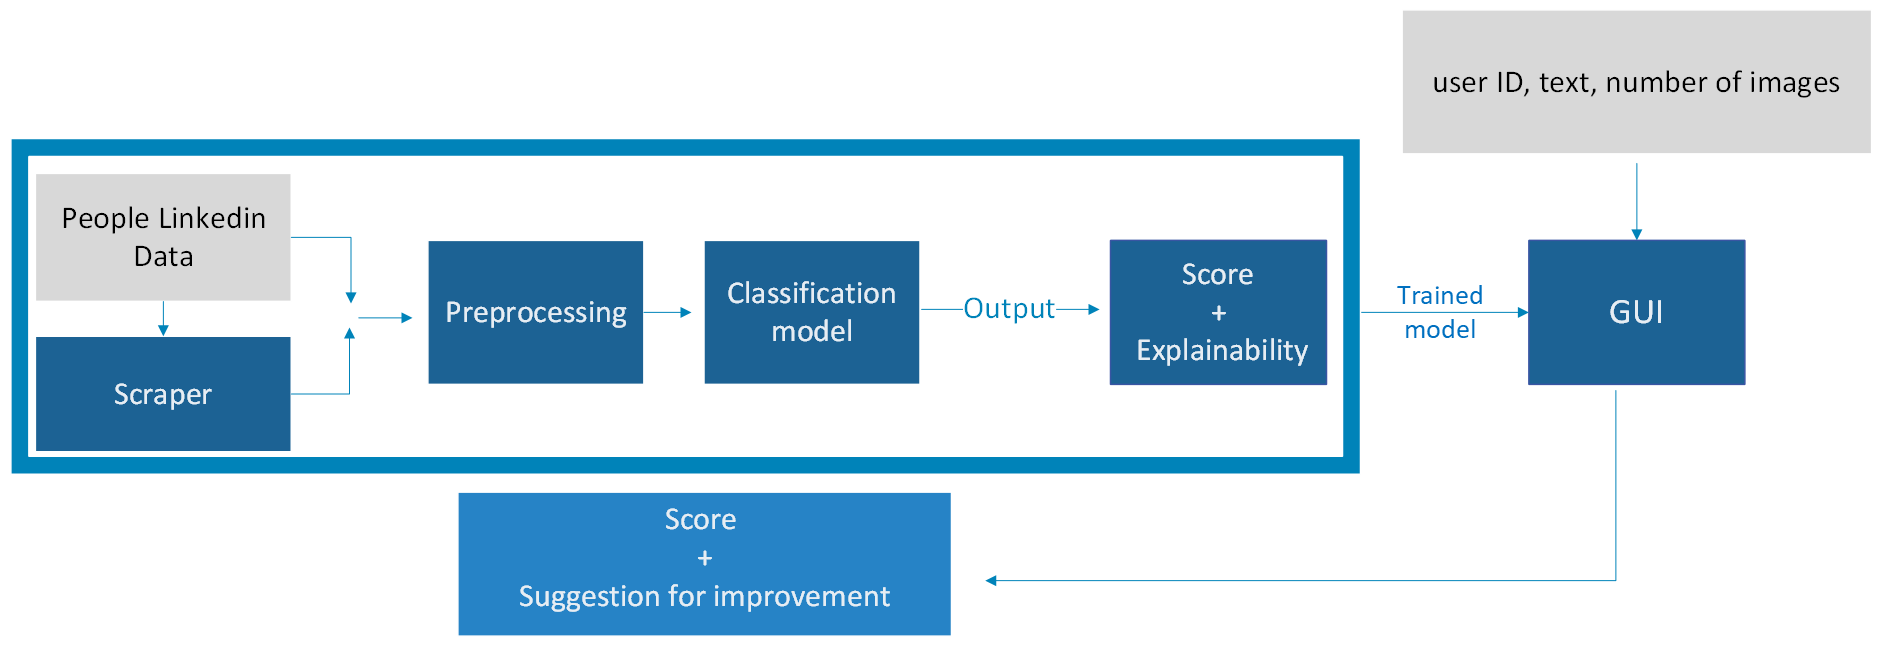 user ID, text, number of images
People Linkedin
Data
Scraper
Preprocessing
Classification
model
Output
Score
+
Explainability
Trained
model
GUI
Score
+
Suggestion for improvement